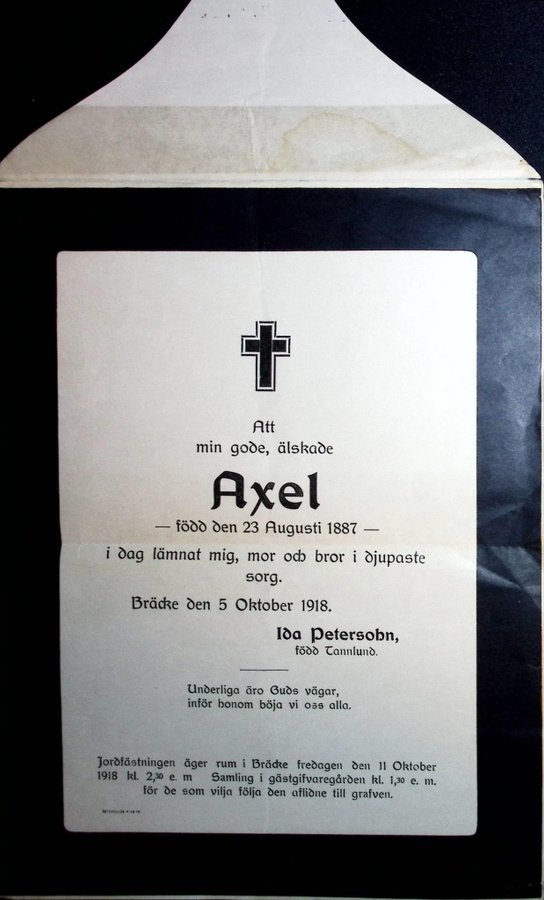 Att
min gode, älskade
Axel
— född den 23 Augusti 1887 —
i dag lämnat mig, mor och bror i djupaste
sorg.
Bräcke den 5 Oktober 1918.
Ida Petersohn,
född Tannlund.
Underliga äro Guds vägar,
inför honom böja vi oss alla.
Jordfästningen äger rum i Bräcke fredagen den 11 Oktober
1918 kl. 2,30 e. m Samling i gästgifvaregården kl. 1,30 e. m.
för de som vilja följa den aflidne till grafven.